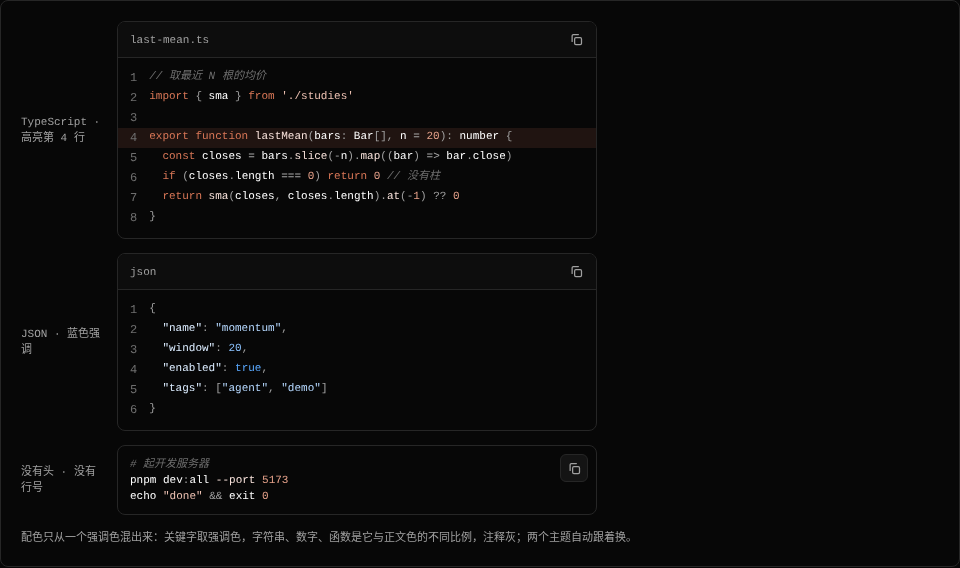 last-mean.ts
TypeScript ·
高亮第 4 行
1 // 取最近 N 根的均价
2 import { sma } from './studies'
3
4 export function lastMean(bars: Bar[], n = 20): number {
5   const closes = bars.slice(-n).map((bar) => bar.close)
6   if (closes.length === 0) return 0 // 没有柱
7   return sma(closes, closes.length).at(-1) ?? 0
8 }
json
JSON · 蓝色强
调
1 {
2   "name": "momentum",
3   "window": 20,
4   "enabled": true,
5   "tags": ["agent", "demo"]
6 }
没有头 · 没有
行号
# 起开发服务器
pnpm dev:all --port 5173
echo "done" && exit 0
配色只从一个强调色混出来: 关键字取强调色, 字符串、数字、函数是它与正文色的不同比例, 注释灰; 两个主题自动跟着换。